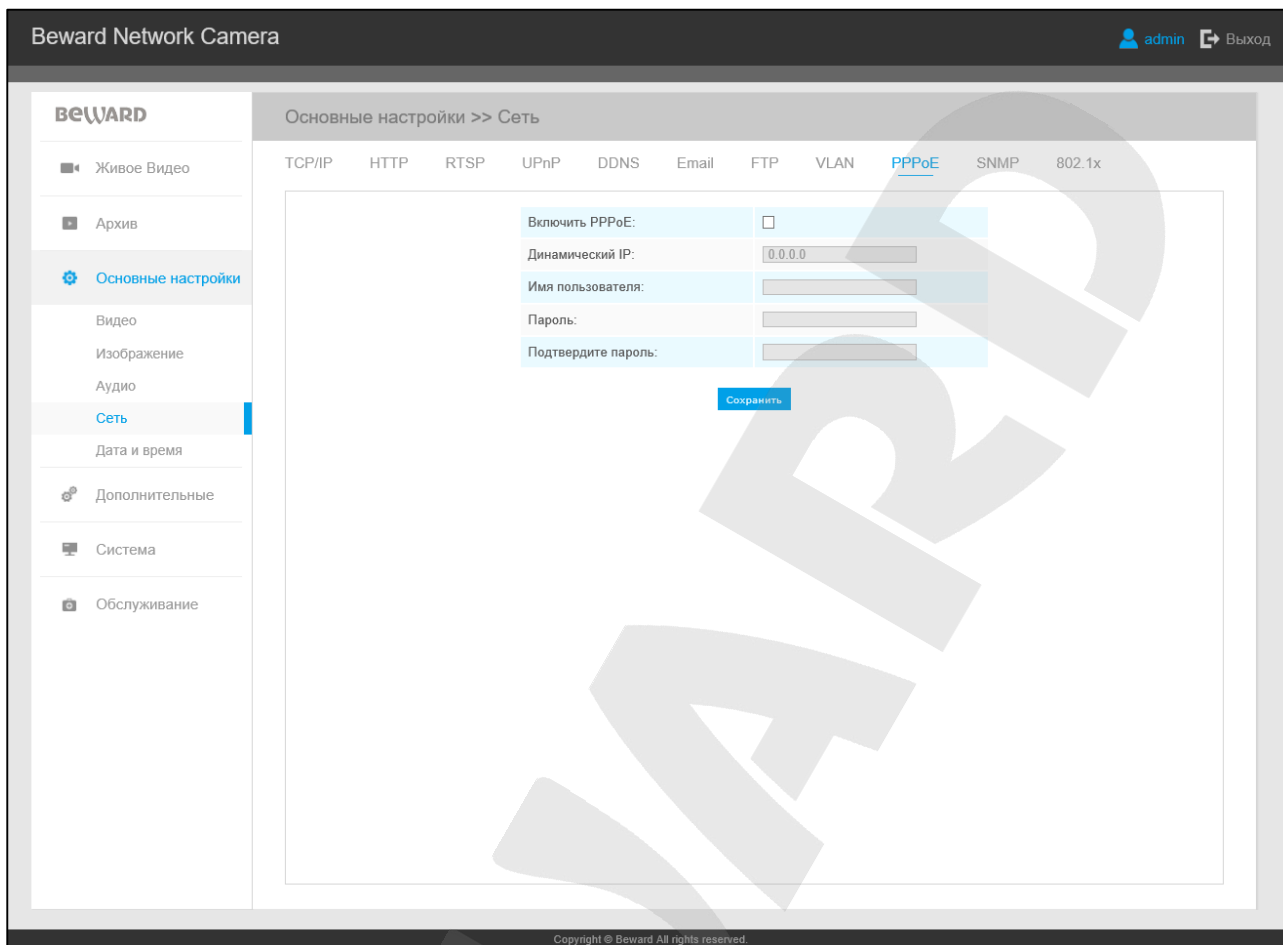 Beward Network Camera
admin Выход
BEWARD
Основные настройки >> Сеть
TCP/IP HTTP RTSP UPnP DDNS Email FTP VLAN PPPoE SNMP 802.1x
Живое Видео
Архив
Основные настройки
Видео
Изображение
Аудио
Сеть
Дата и время
Дополнительные
Система
Обслуживание
Включить PPPoE:
Динамический IP: 0.0.0.0
Имя пользователя:
Пароль:
Подтвердите пароль:
Сохранить
Copyright © Beward All rights reserved.
WARD